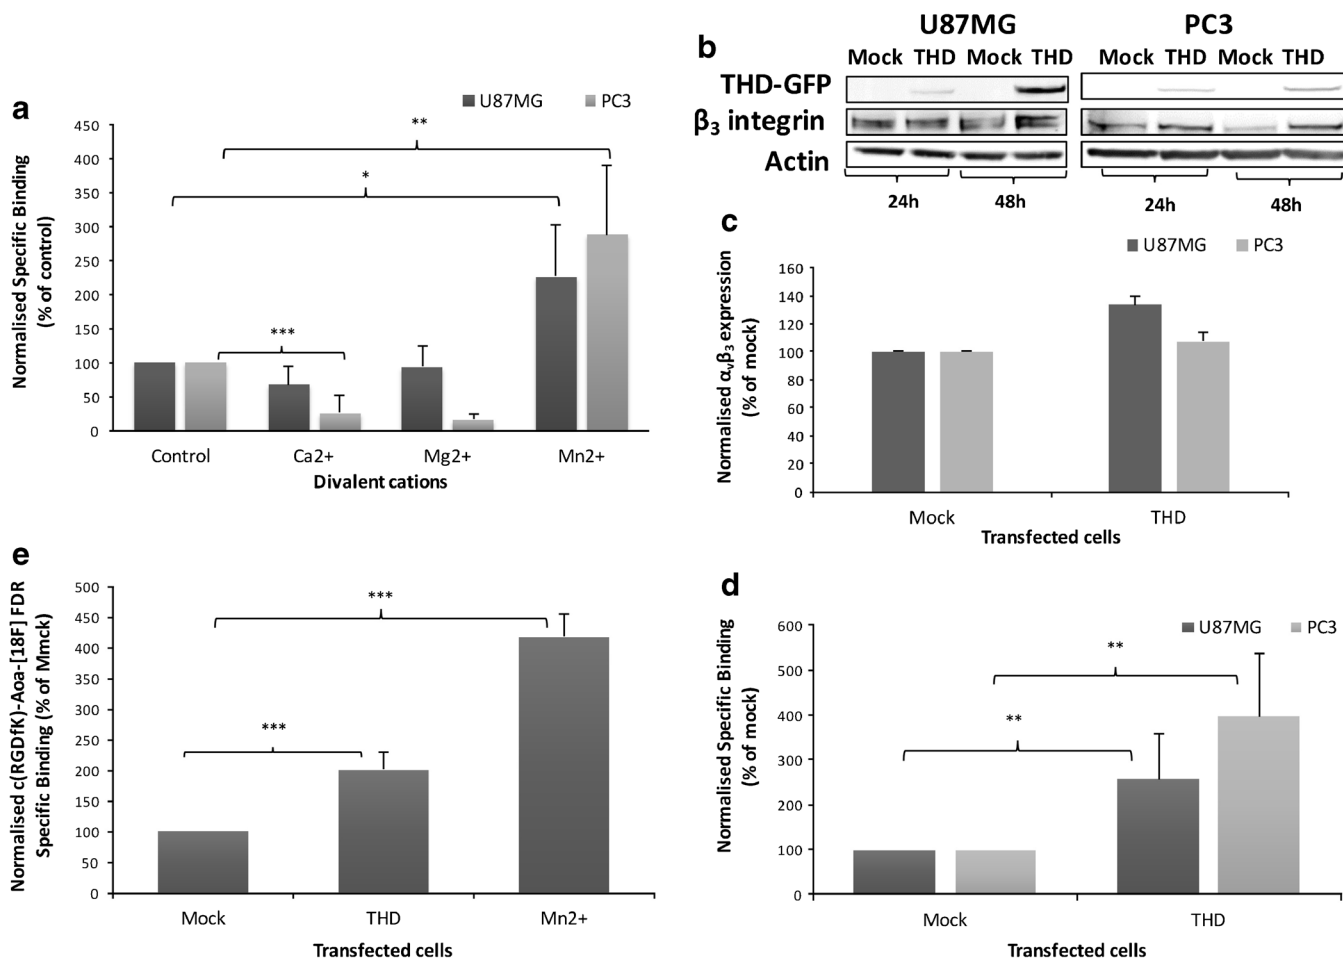 a
U87MG PC3
Normalised Specific Binding
(% of control)
450
400
350
300
250
200
150
100
50
0
**
*
***
Control Ca2+ Mg2+ Mn2+
Divalent cations
b
U87MG PC3
Mock THD Mock THD Mock THD Mock THD
THD-GFP
β3 integrin
Actin
24h 48h 24h 48h
c
U87MG PC3
Normalised αvβ3 expression
(% of mock)
160
140
120
100
80
60
40
20
0
Mock THD
Transfected cells
e
Normalised c(RGDfK)-Aoa-[18F] FDR
Specific Binding (% of Mmck)
500
450
400
350
300
250
200
150
100
50
0
***
***
Mock THD Mn2+
Transfected cells
d
U87MG PC3
Normalised Specific Binding
(% of mock)
600
500
400
300
200
100
0
**
**
Mock THD
Transfected cells